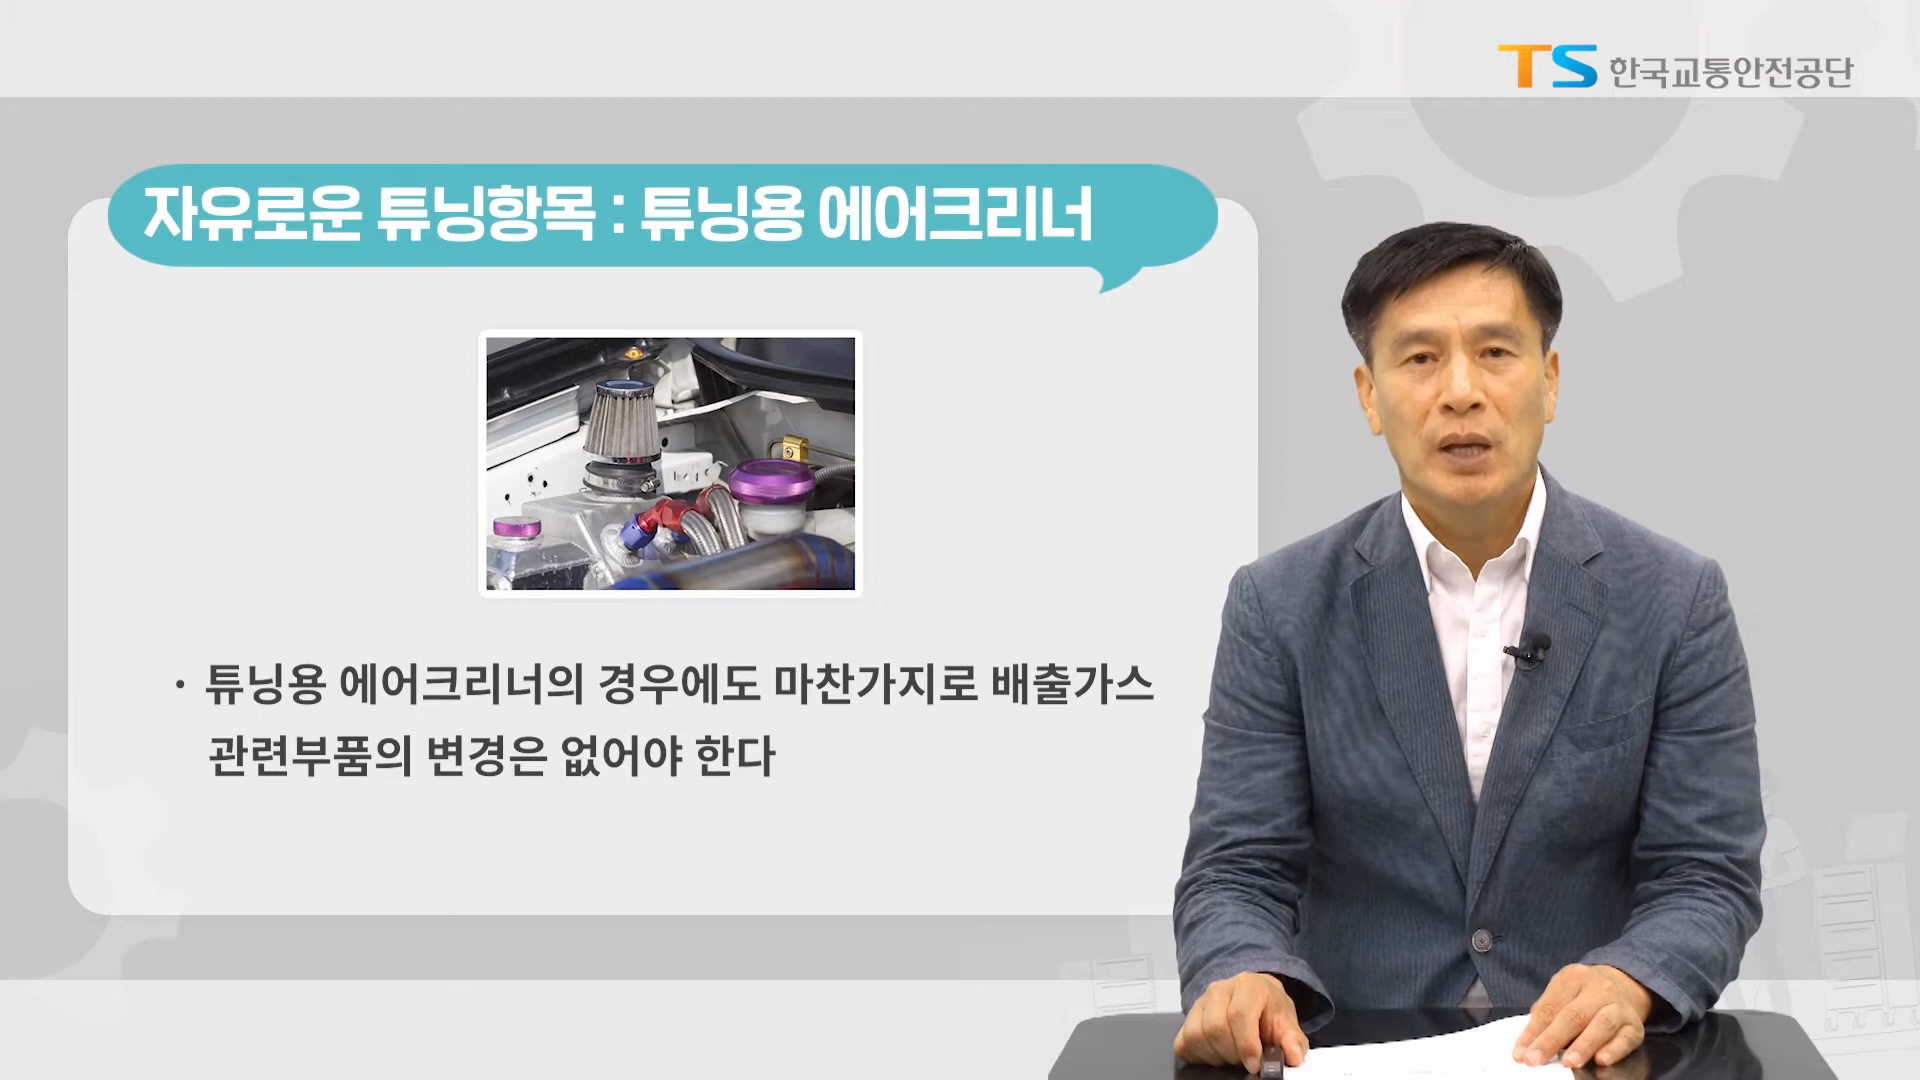 TS 한국교통안전공단
자유로운 튜닝항목 : 튜닝용 에어크리너
· 튜닝용 에어크리너의 경우에도 마찬가지로 배출가스
관련부품의 변경은 없어야 한다